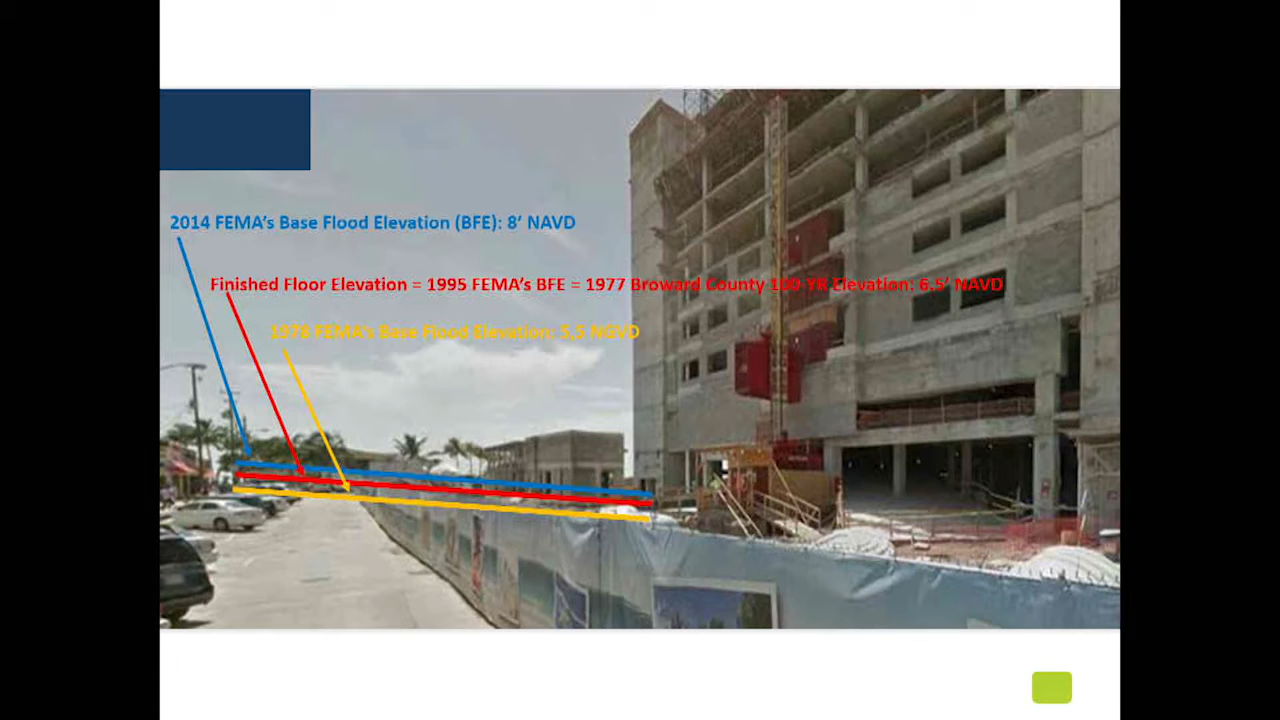 2014 FEMA's Base Flood Elevation (BFE): 8' NAVD
Finished Floor Elevation = 1995 FEMA's BFE = 1977 Broward County 100-YR Elevation: 6.5' NAVD
1978 FEMA's Base Flood Elevation: 5,5 NGVD